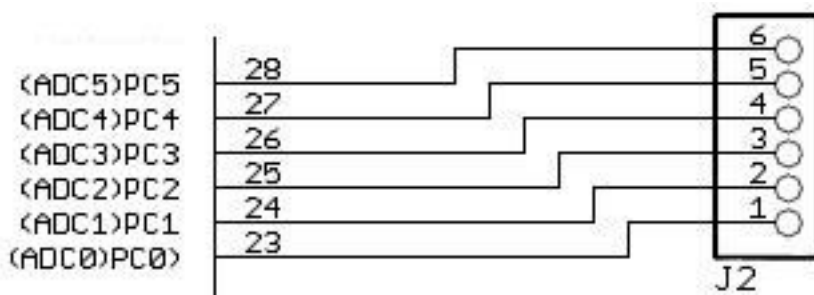 6
28
(ADC5)PC5
5
27
(ADC4)PC4
4
26
(ADC3)PC3
3
25
(ADC2)PC2
2
24
(ADC1)PC1
1
23
(ADC0)PC0)
J2